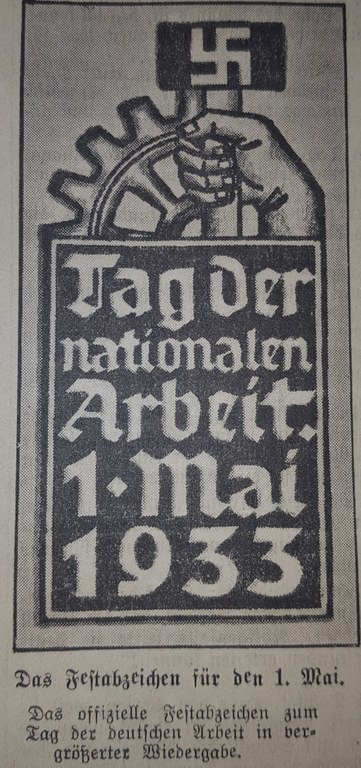 Tag der
nationalen
Arbeit.
1. Mai
1933
Das Festabzeichen für den 1. Mai.
Das offizielle Festabzeichen zum
Tag der deutschen Arbeit in ver-
größerter Wiedergabe.